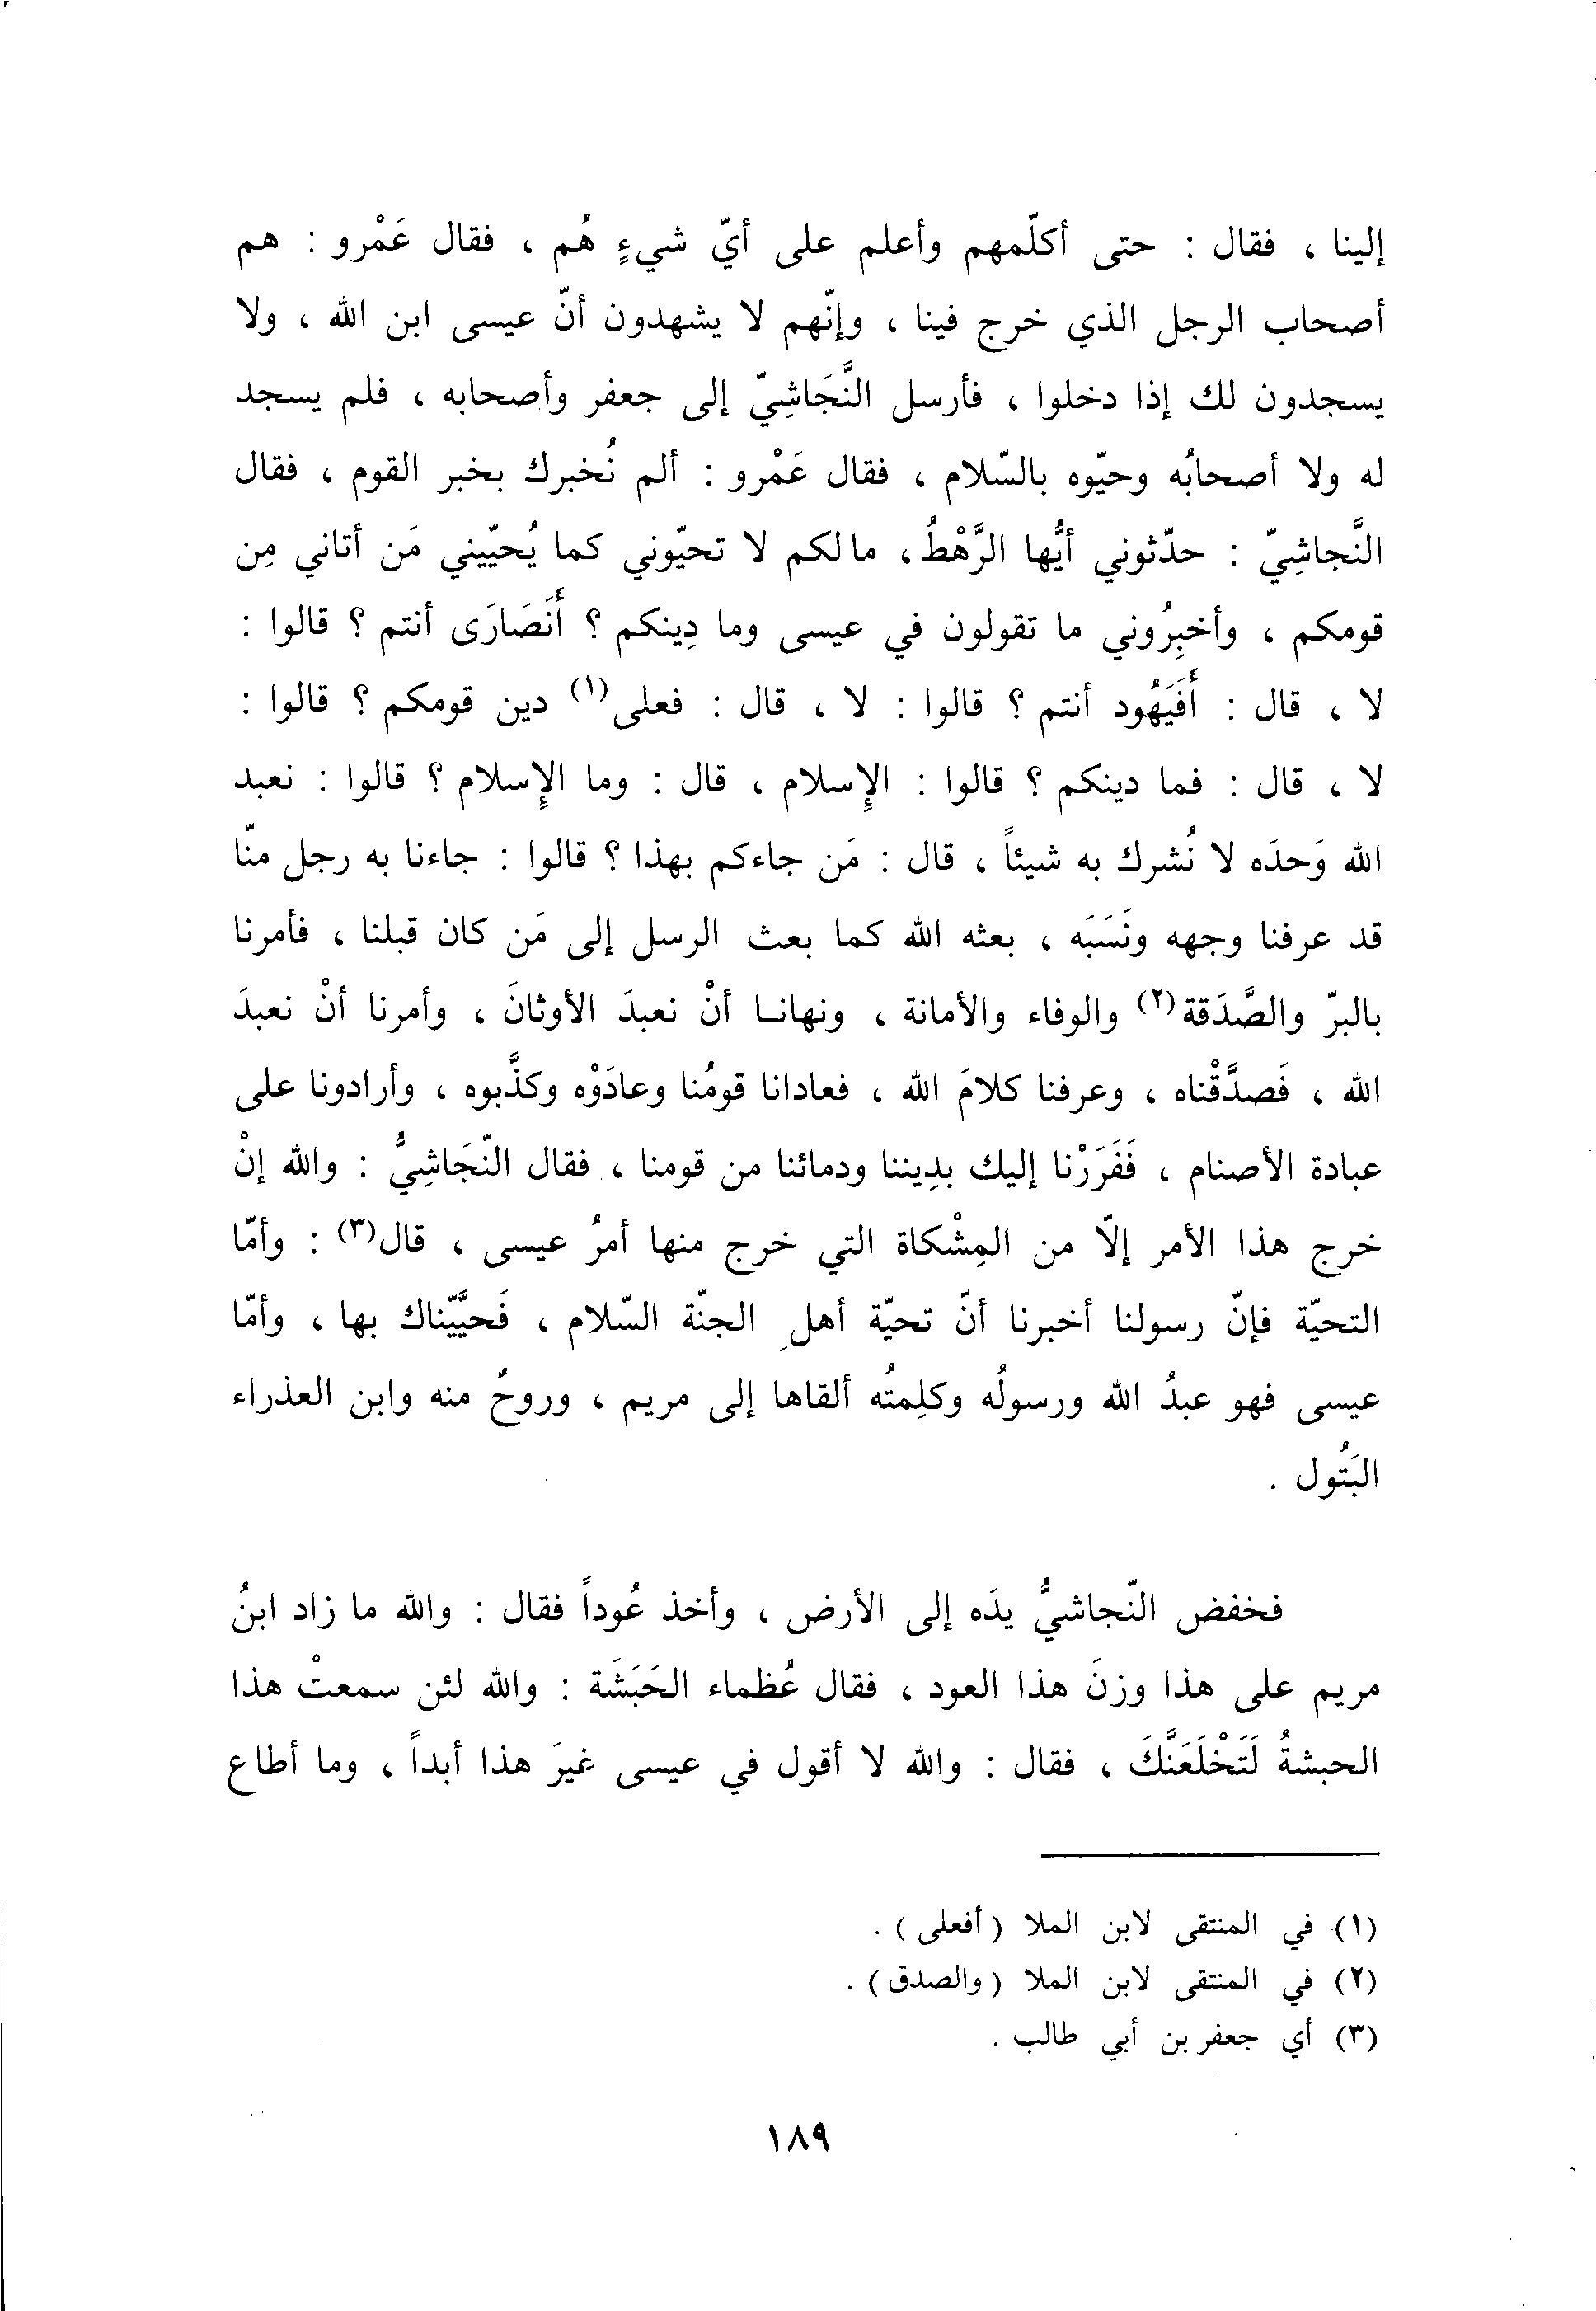 إلينا ، فقال : حتى أكلّمهم وأعلم على أيّ شيءٍ هُم ، فقال عَمْرو : هم
أصحاب الرجل الذي خرج فينا ، وإنّهم لا يشهدون أنّ عيسى ابن الله ، ولا
يسجدون لك إذا دخلوا ، فأرسل النَّجَاشِيّ إلى جعفر وأصحابه ، فلم يسجد
له ولا أصحابُه وحيّوه بالسّلام ، فقال عَمْرو : ألم نُخبرك بخبر القوم ، فقال
النَّجاشِيّ : حدّثوني أيُّها الرَّهْطُ ، مالكم لا تحيّوني كما يُحيّيني مَن أتاني مِن
قومكم ، وأخبِرُوني ما تقولون في عيسى وما دِينكم ؟ أَنَصَارَى أنتم ؟ قالوا :
لا ، قال : أَفَيَهُود أنتم ؟ قالوا : لا ، قال : فعلى(١) دين قومكم ؟ قالوا :
لا ، قال : فما دينكم ؟ قالوا : الإسلام ، قال : وما الإسلام ؟ قالوا : نعبد
الله وَحدَه لا نُشرك به شيئاً ، قال : مَن جاءكم بهذا ؟ قالوا : جاءنا به رجل منّا
قد عرفنا وجهه ونَسَبَه ، بعثه الله كما بعث الرسل إلى مَن كان قبلنا ، فأمرنا
بالبرّ والصَّدَقة(٢) والوفاء والأمانة ، ونهانا أنْ نعبدَ الأوثانَ ، وأمرنا أنْ نعبدَ
الله ، فَصدَّقْناه ، وعرفنا كلامَ الله ، فعادانا قومُنا وعادَوْه وكذَّبوه ، وأرادونا على
عبادة الأصنام ، فَفَرَرْنا إليك بدِيننا ودمائنا من قومنا ، فقال النّجَاشِيُّ : والله إنْ
خرج هذا الأمر إلّا من المِشْكاة التي خرج منها أمرُ عيسى ، قال(٣) : وأمّا
التحيّة فإنّ رسولنا أخبرنا أنّ تحيّة أهلِ الجنّة السّلام ، فَحيَّيّناك بها ، وأمّا
عيسى فهو عبدُ الله ورسولُه وكلِمتُه ألقاها إلى مريم ، وروحٌ منه وابن العذراء
البَتُول .
فخفض النّجاشيُّ يدَه إلى الأرض ، وأخذ عُوداً فقال : والله ما زاد ابنُ
مريم على هذا وزنَ هذا العود ، فقال عُظماء الحَبَشَة : والله لئن سمعتْ هذا
الحبشةُ لَتَخْلَعَنَّكَ ، فقال : والله لا أقول في عيسى غيرَ هذا أبداً ، وما أطاع
(١) في المنتقى لابن الملا (أفعلى) .
(٢) في المنتقى لابن الملا (والصدق) .
(٣) أي جعفر بن أبي طالب .
١٨٩